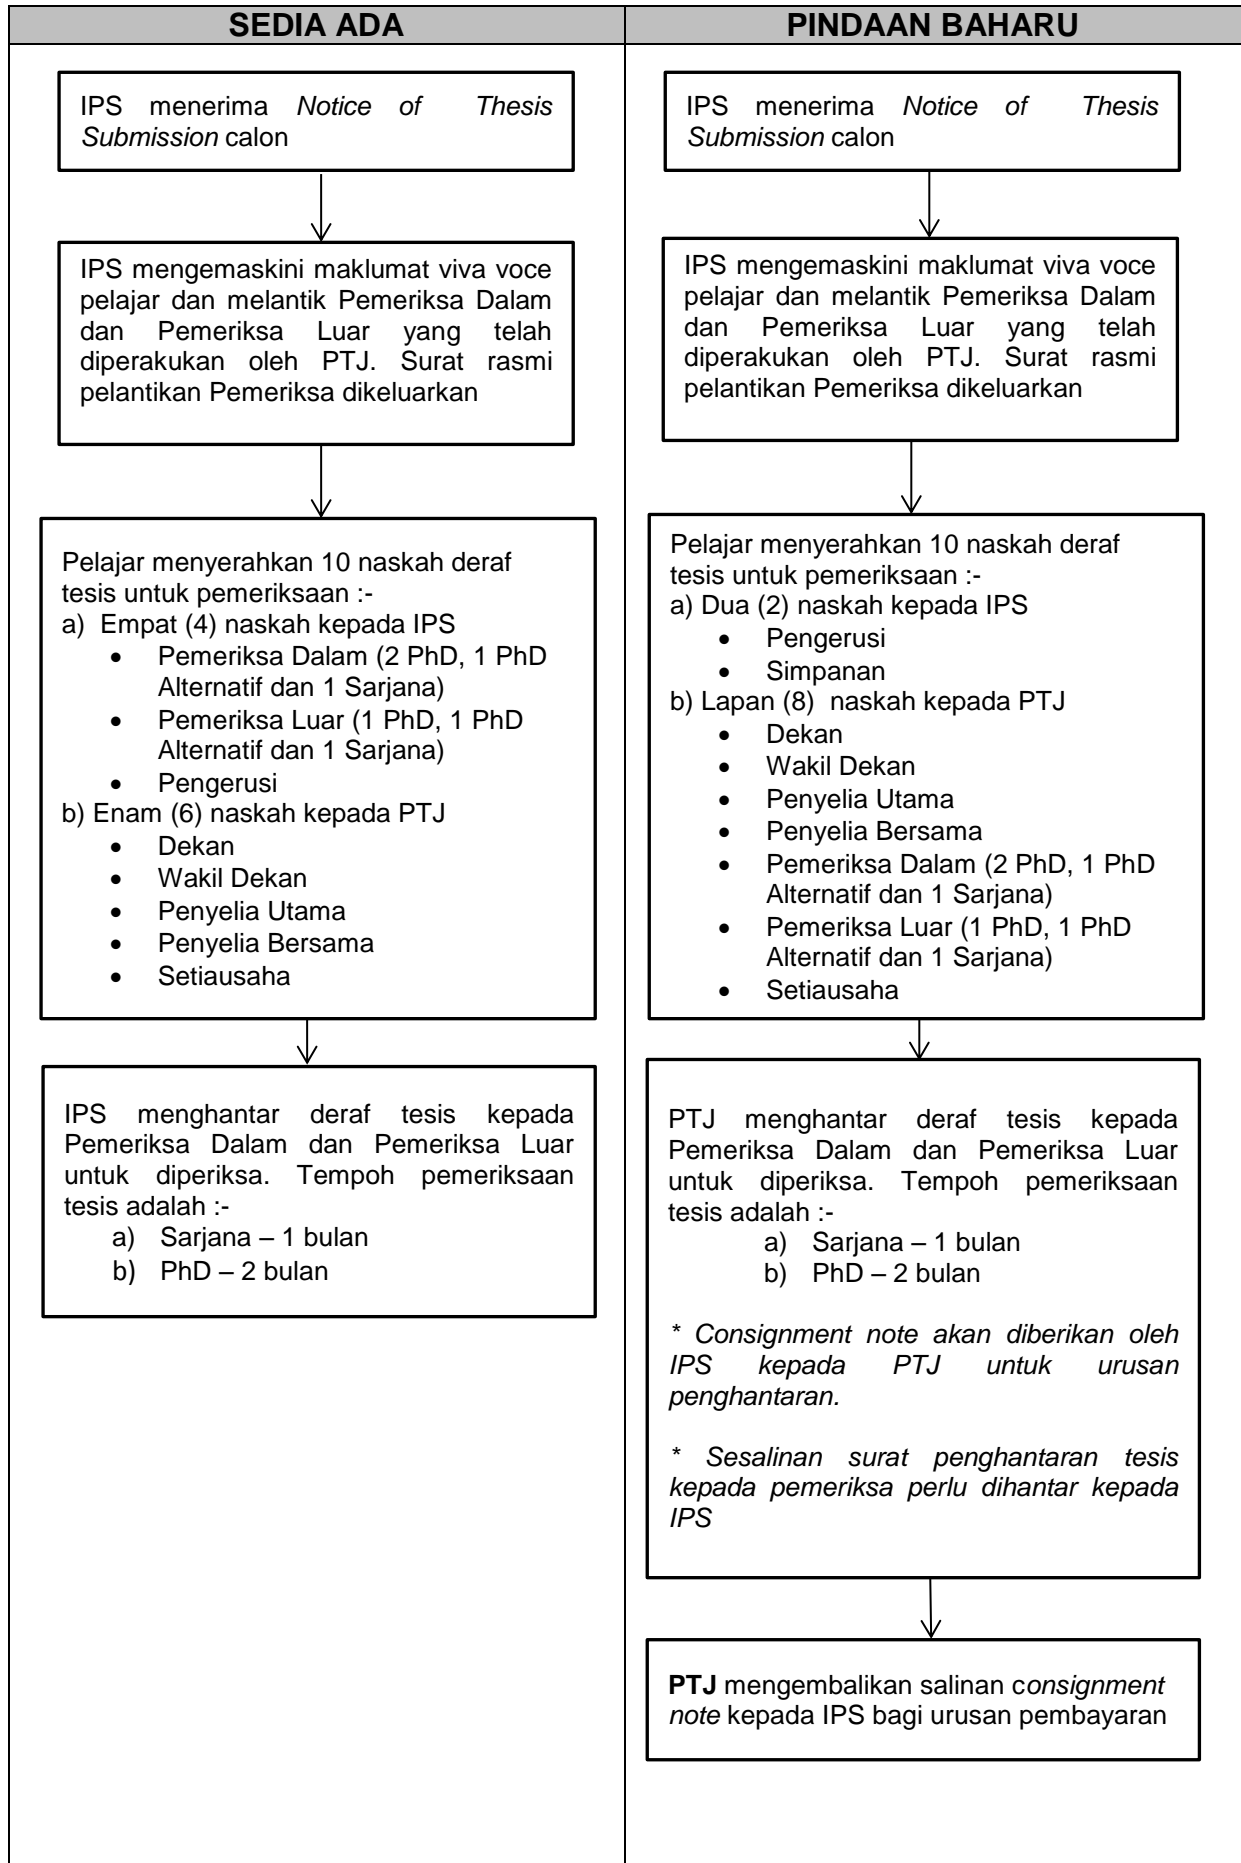 SEDIA ADA
IPS menerima Notice of Thesis
Submission calon
IPS mengemaskini maklumat viva voce
pelajar dan melantik Pemeriksa Dalam
dan Pemeriksa Luar yang telah
diperakukan oleh PTJ. Surat rasmi
pelantikan Pemeriksa dikeluarkan
Pelajar menyerahkan 10 naskah deraf
tesis untuk pemeriksaan :-
a) Empat (4) naskah kepada IPS
• Pemeriksa Dalam (2 PhD, 1 PhD
Alternatif dan 1 Sarjana)
• Pemeriksa Luar (1 PhD, 1 PhD
Alternatif dan 1 Sarjana)
• Pengerusi
b) Enam (6) naskah kepada PTJ
• Dekan
• Wakil Dekan
• Penyelia Utama
• Penyelia Bersama
• Setiausaha
IPS menghantar deraf tesis kepada
Pemeriksa Dalam dan Pemeriksa Luar
untuk diperiksa. Tempoh pemeriksaan
tesis adalah :-
a) Sarjana – 1 bulan
b) PhD – 2 bulan
PINDAAN BAHARU
IPS menerima Notice of Thesis
Submission calon
IPS mengemaskini maklumat viva voce
pelajar dan melantik Pemeriksa Dalam
dan Pemeriksa Luar yang telah
diperakukan oleh PTJ. Surat rasmi
pelantikan Pemeriksa dikeluarkan
Pelajar menyerahkan 10 naskah deraf
tesis untuk pemeriksaan :-
a) Dua (2) naskah kepada IPS
• Pengerusi
• Simpanan
b) Lapan (8) naskah kepada PTJ
• Dekan
• Wakil Dekan
• Penyelia Utama
• Penyelia Bersama
• Pemeriksa Dalam (2 PhD, 1 PhD
Alternatif dan 1 Sarjana)
• Pemeriksa Luar (1 PhD, 1 PhD
Alternatif dan 1 Sarjana)
• Setiausaha
PTJ menghantar deraf tesis kepada
Pemeriksa Dalam dan Pemeriksa Luar
untuk diperiksa. Tempoh pemeriksaan
tesis adalah :-
a) Sarjana – 1 bulan
b) PhD – 2 bulan
* Consignment note akan diberikan oleh
IPS kepada PTJ untuk urusan
penghantaran.
* Sesalinan surat penghantaran tesis
kepada pemeriksa perlu dihantar kepada
IPS
PTJ mengembalikan salinan consignment
note kepada IPS bagi urusan pembayaran